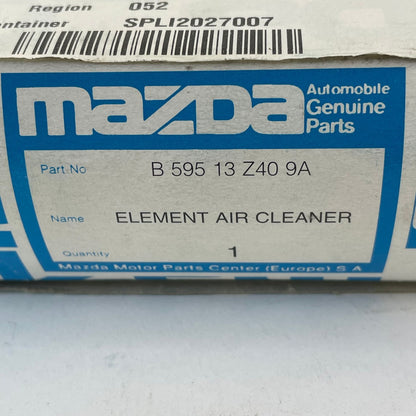 Region 052
ntainer SPLI2027007
mazda Automobile Genuine Parts
Part No B 595 13 Z40 9A
Name ELEMENT AIR CLEANER
Quantity 1
Mazda Motor Parts Center (Europe) S A